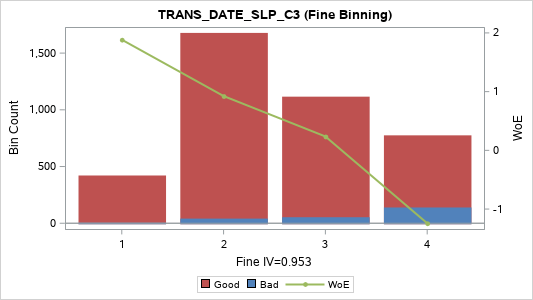 TRANS_DATE_SLP_C3 (Fine Binning)
Bin Count
1,500
1,000
500
0
2
1
0
-1
WoE
1 2 3 4
Fine IV=0.953
Good Bad WoE